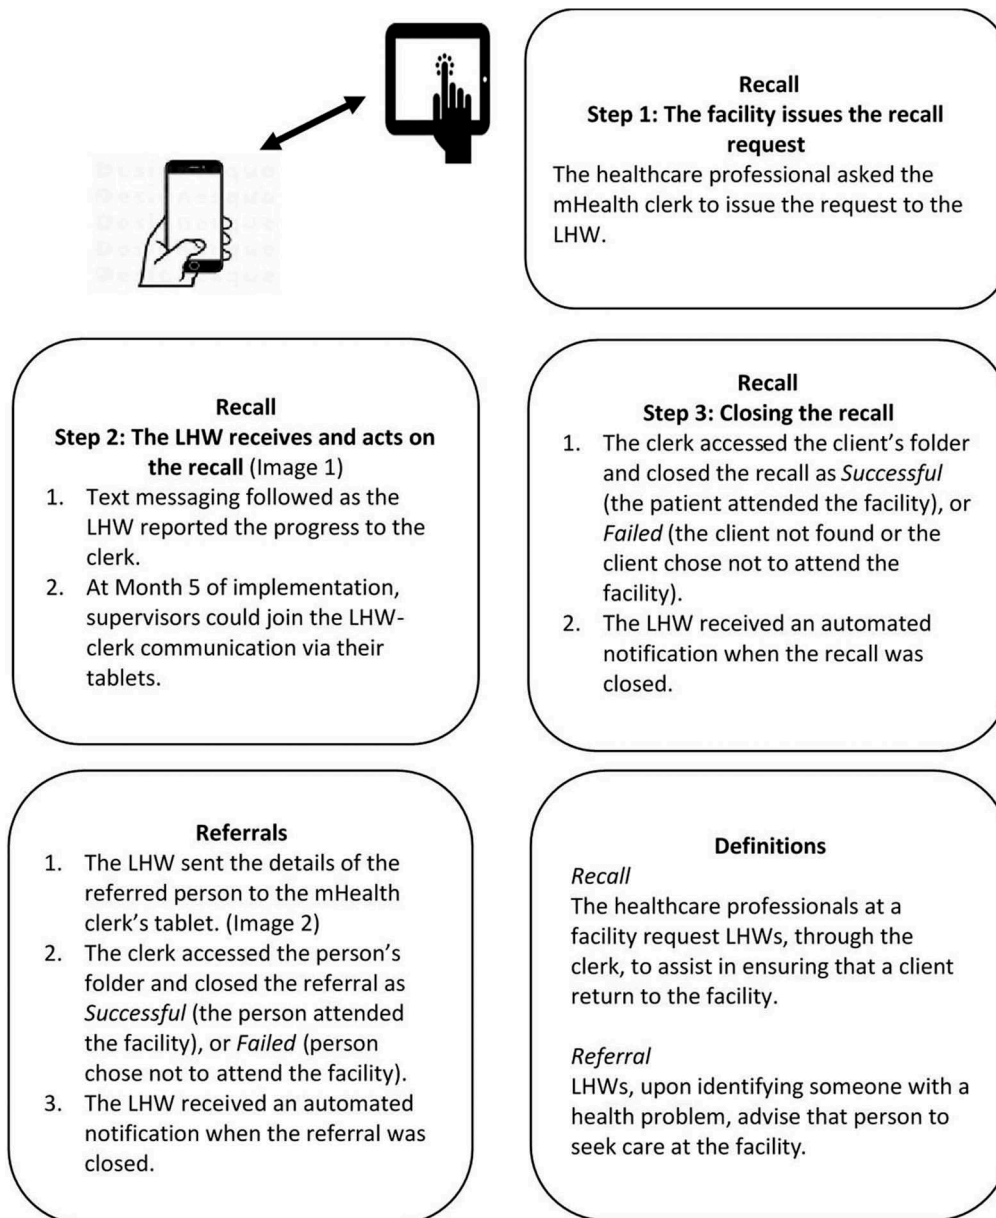 Recall
Step 1: The facility issues the recall
request
The healthcare professional asked the
mHealth clerk to issue the request to the
LHW.
Recall
Step 2: The LHW receives and acts on
the recall (Image 1)
1. Text messaging followed as the
LHW reported the progress to the
clerk.
2. At Month 5 of implementation,
supervisors could join the LHW-
clerk communication via their
tablets.
Recall
Step 3: Closing the recall
1. The clerk accessed the client's folder
and closed the recall as Successful
(the patient attended the facility), or
Failed (the client not found or the
client chose not to attend the
facility).
2. The LHW received an automated
notification when the recall was
closed.
Referrals
1. The LHW sent the details of the
referred person to the mHealth
clerk's tablet. (Image 2)
2. The clerk accessed the person's
folder and closed the referral as
Successful (the person attended
the facility), or Failed (person
chose not to attend the facility).
3. The LHW received an automated
notification when the referral was
closed.
Definitions
Recall
The healthcare professionals at a
facility request LHWs, through the
clerk, to assist in ensuring that a client
return to the facility.
Referral
LHWs, upon identifying someone with a
health problem, advise that person to
seek care at the facility.